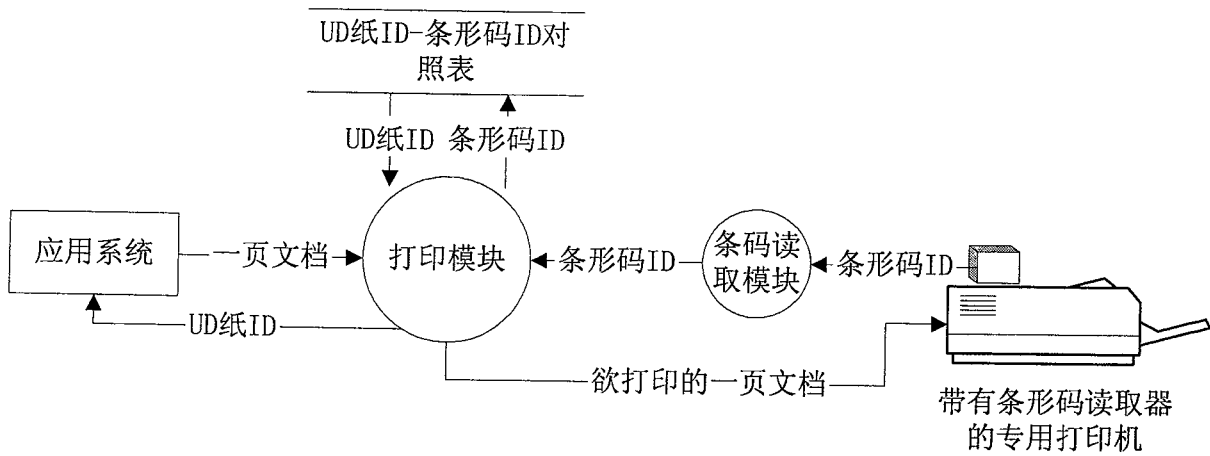 UD纸ID-条形码ID对
照表
UD纸ID 条形码ID
应用系统
一页文档
打印模块
条形码ID
条码读
取模块
条形码ID
UD纸ID
欲打印的一页文档
带有条形码读取器
的专用打印机